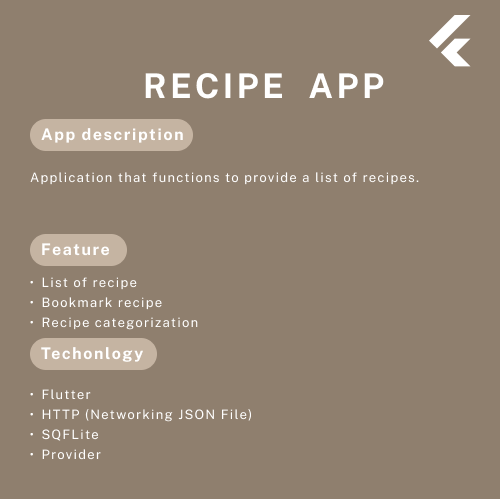 RECIPE APP
App description
Application that functions to provide a list of recipes.
Feature
• List of recipe
• Bookmark recipe
• Recipe categorization
Techonlogy
• Flutter
• HTTP (Networking JSON File)
• SQFLite
• Provider